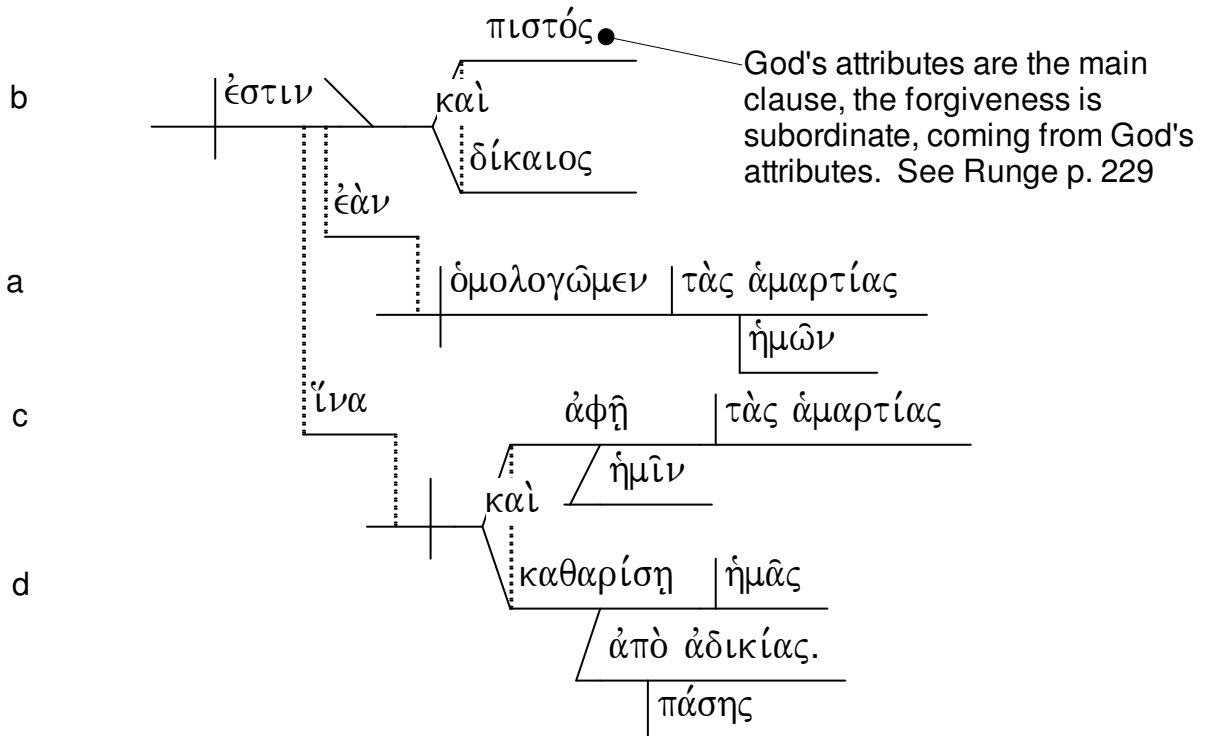 πιστός
God's attributes are the main
clause, the forgiveness is
subordinate, coming from God's
attributes. See Runge p. 229
b ἐστιν καὶ
δίκαιος
ἐὰν
a ὁμολογῶμεν τὰς ἁμαρτίας
ἡμῶν
ἵνα
c ἀφῇ τὰς ἁμαρτίας
ἡμῖν
καὶ
d καθαρίσῃ ἡμᾶς
ἀπὸ ἀδικίας.
πάσης